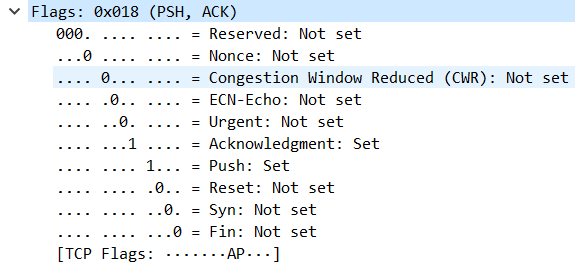 Flags: 0x018 (PSH, ACK)
000. .... .... = Reserved: Not set
...0 .... .... = Nonce: Not set
.... 0... .... = Congestion Window Reduced (CWR): Not set
.... .0.. .... = ECN-Echo: Not set
.... ..0. .... = Urgent: Not set
.... ...1 .... = Acknowledgment: Set
.... .... 1... = Push: Set
.... .... .0.. = Reset: Not set
.... .... ..0. = Syn: Not set
.... .... ...0 = Fin: Not set
[TCP Flags: ·······AP···]